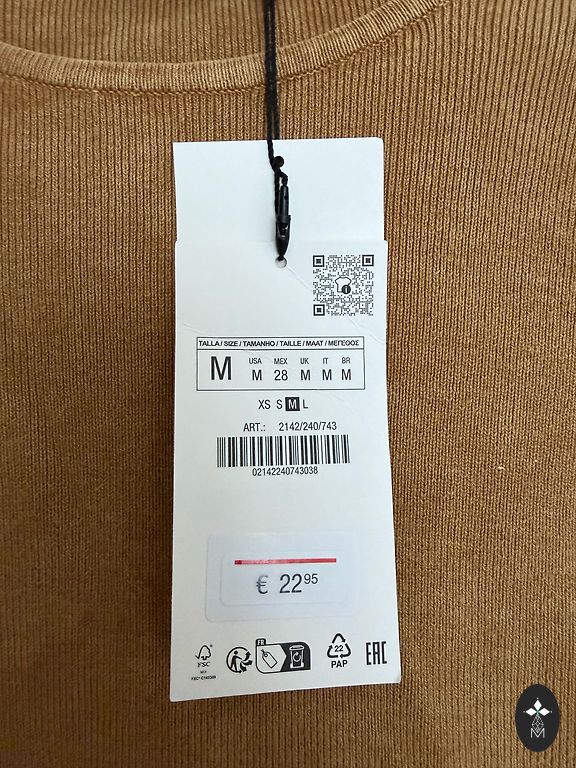 TALLA / SIZE / TAMANHO / TAILLE / MAAT / ΜΕΓΕΘΟΣ
M
USA MEX UK IT BR
M 28 M M M
XS S M L
ART.: 2142/240/743
02142240743038
€ 22 95
FR
FSC
22
PAP
EAC
M